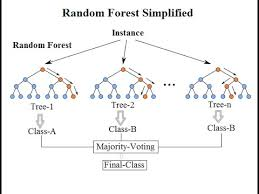 Random Forest Simplified
Instance
Random Forest
...
Tree-1
Tree-2
Tree-n
Class-A
Class-B
Class-B
Majority-Voting
Final-Class